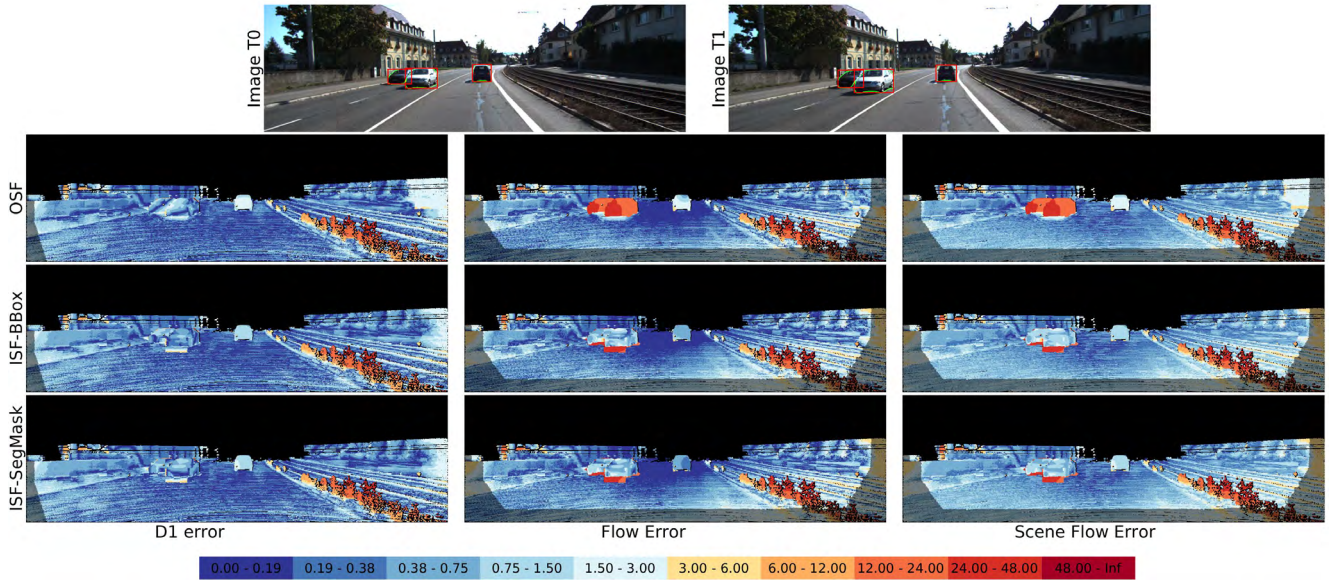 Image T0
Image T1
OSF
ISF-BBox
ISF-SegMask
D1 error
Flow Error
Scene Flow Error
0.00 - 0.19 0.19 - 0.38 0.38 - 0.75 0.75 - 1.50 1.50 - 3.00 3.00 - 6.00 6.00 - 12.00 12.00 - 24.00 24.00 - 48.00 48.00 - Inf